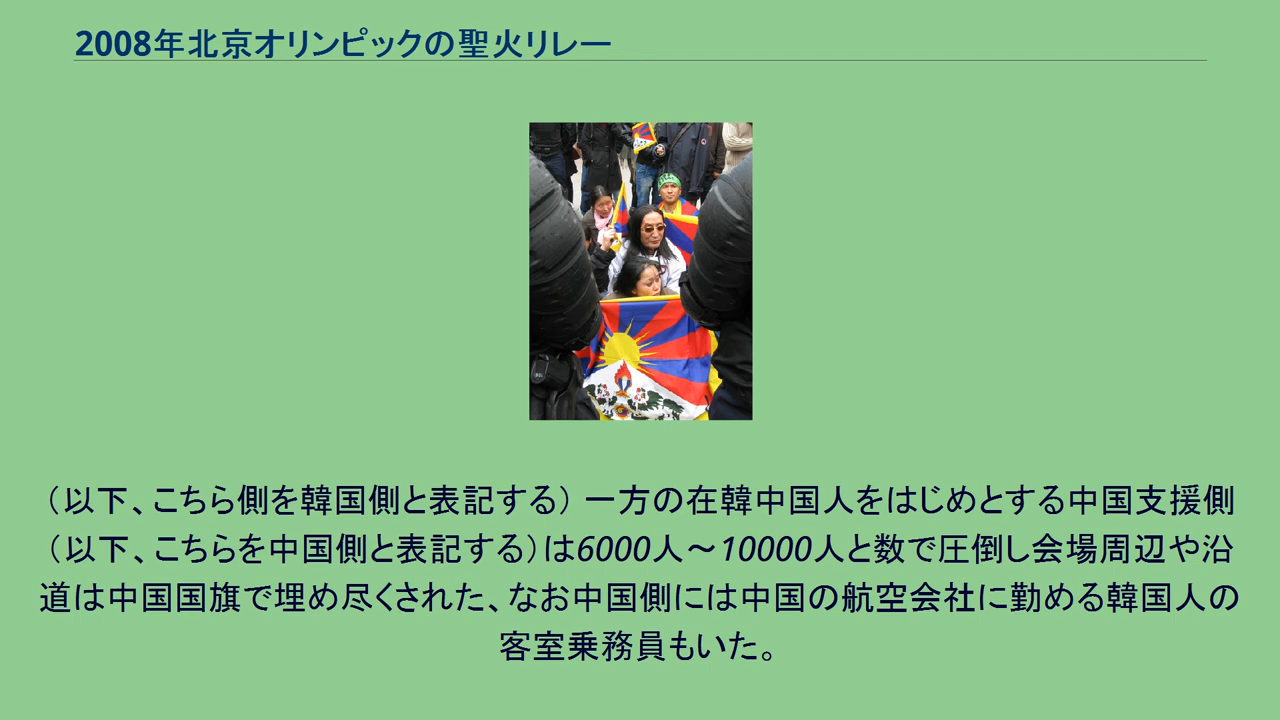 2008年北京オリンピックの聖火リレー
（以下、こちら側を韓国側と表記する） 一方の在韓中国人をはじめとする中国支援側
（以下、こちらを中国側と表記する）は6000人～10000人と数で圧倒し会場周辺や沿
道は中国国旗で埋め尽くされた、なお中国側には中国の航空会社に勤める韓国人の
客室乗務員もいた。